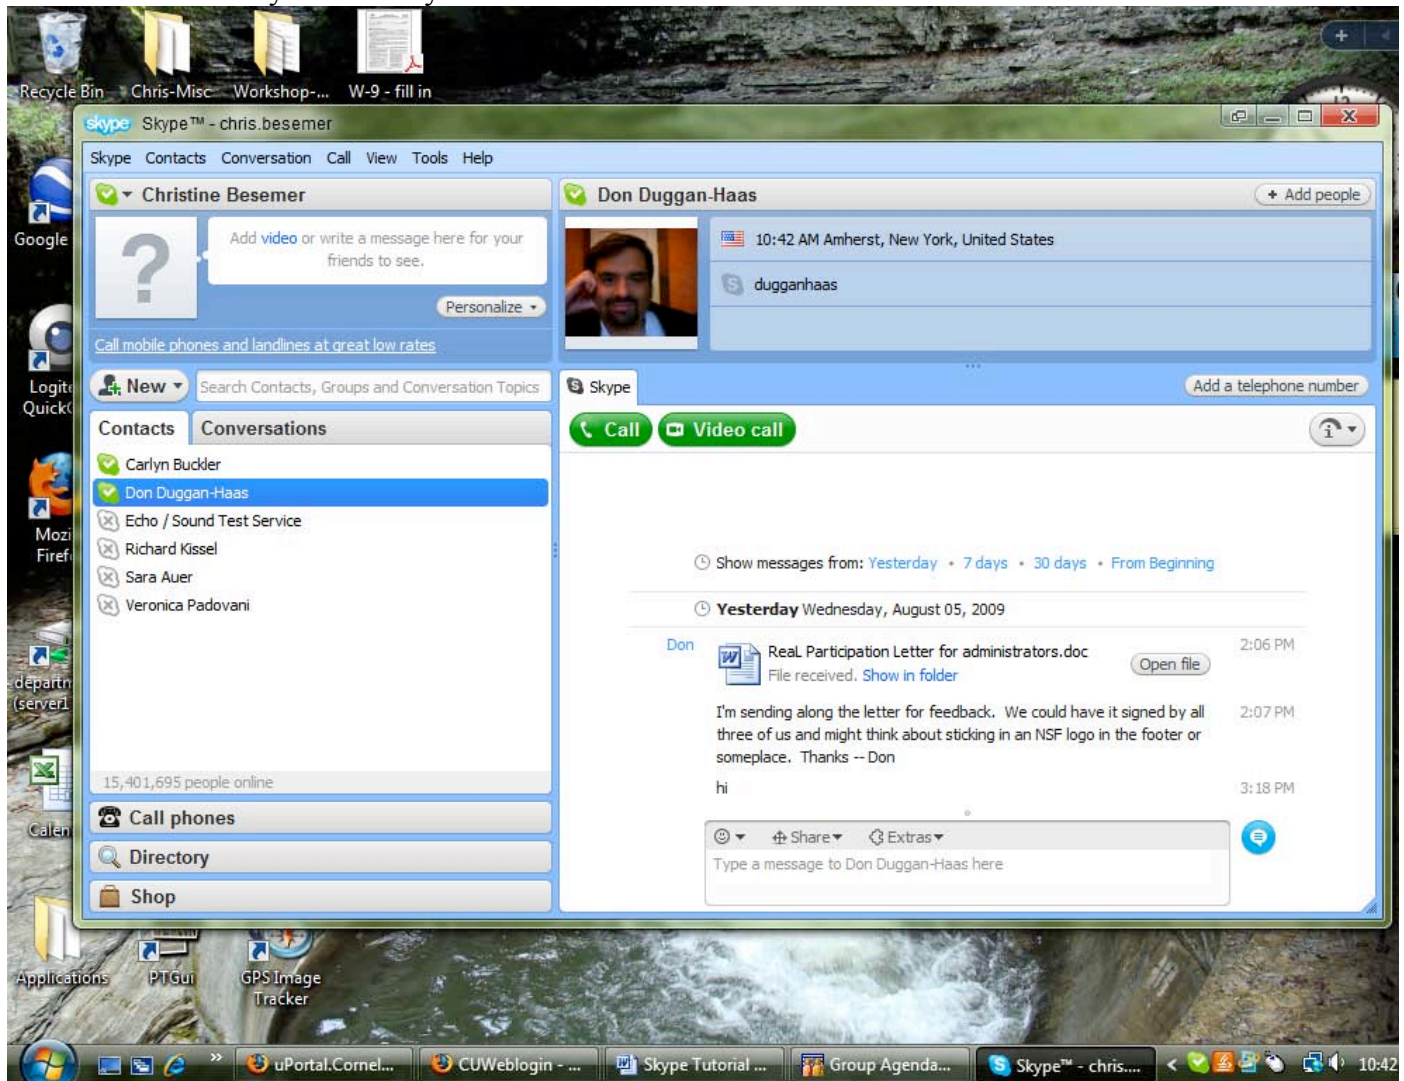 Recycle Bin
Chris-Misc
Workshop-...
W-9 - fill in
skype Skype™ - chris.besemer
Skype Contacts Conversation Call View Tools Help
Christine Besemer
Add video or write a message here for your
friends to see.
Personalize
Call mobile phones and landlines at great low rates
Don Duggan-Haas
+ Add people
10:42 AM Amherst, New York, United States
dugganhaas
New
Search Contacts, Groups and Conversation Topics
Skype
Add a telephone number
Contacts Conversations
Call Video call
Carlyn Buckler
Don Duggan-Haas
Echo / Sound Test Service
Richard Kissel
Sara Auer
Veronica Padovani
15,401,695 people online
Call phones
Directory
Shop
Show messages from: Yesterday • 7 days • 30 days • From Beginning
Yesterday Wednesday, August 05, 2009
Don
ReaL Participation Letter for administrators.doc
2:06 PM
File received. Show in folder
Open file
I'm sending along the letter for feedback. We could have it signed by all
2:07 PM
three of us and might think about sticking in an NSF logo in the footer or
someplace. Thanks -- Don
hi
3:18 PM
Share Extras
Type a message to Don Duggan-Haas here
Google
Logite
Quick
Mozi
Firef
departn
(server1
Calen
Applications
PTGui
GPS Image
Tracker
uPortal.Cornel...
CUWeblogin - ...
Skype Tutorial ...
Group Agenda...
Skype™ - chris....
10:42